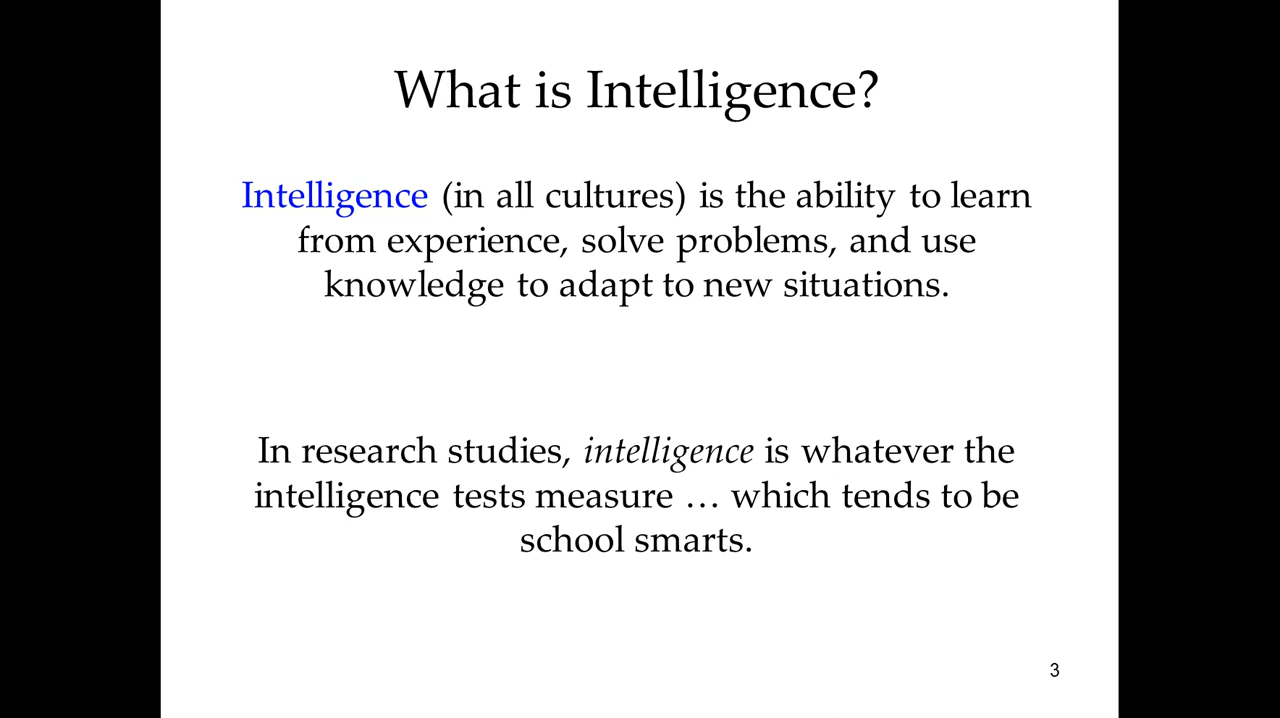 What is Intelligence?
Intelligence (in all cultures) is the ability to learn
from experience, solve problems, and use
knowledge to adapt to new situations.
In research studies, intelligence is whatever the
intelligence tests measure … which tends to be
school smarts.
3